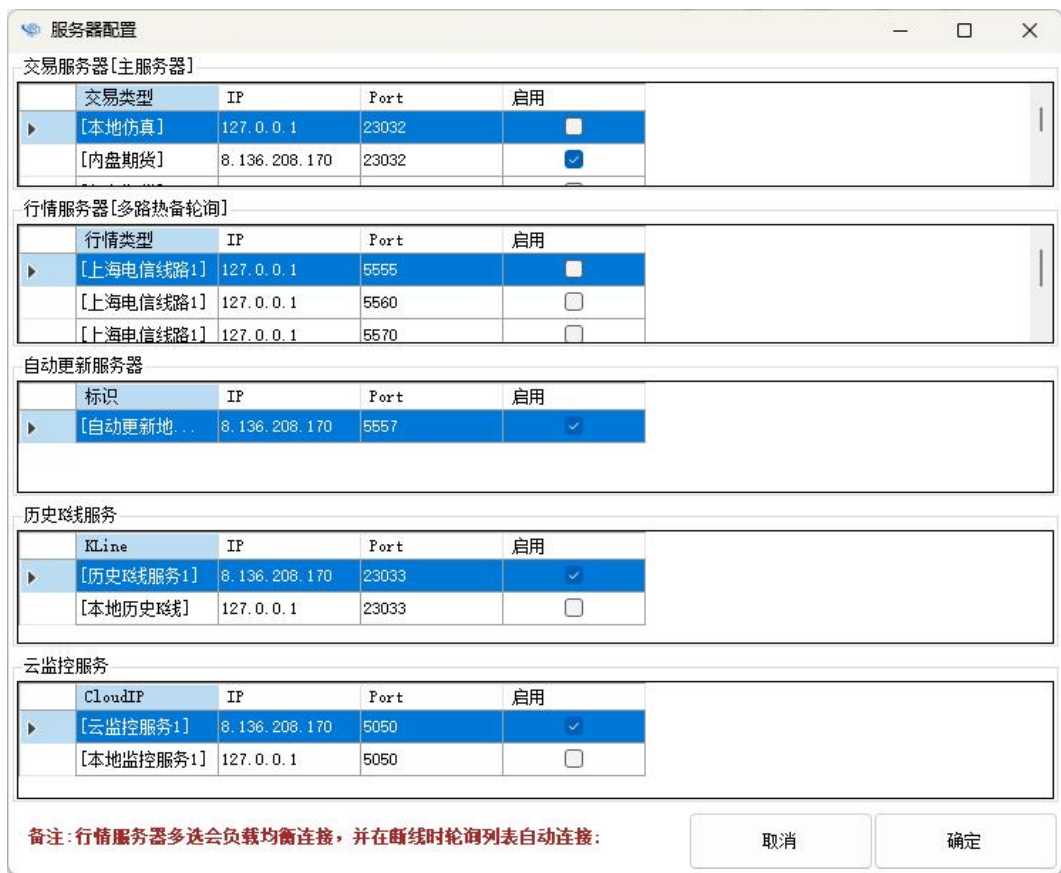 服务器配置
交易服务器[主服务器]
交易类型 IP Port 启用
[本地仿真] 127.0.0.1 23032
[内盘期货] 8.136.208.170 23032
行情服务器[多路热备轮询]
行情类型 IP Port 启用
[上海电信线路1] 127.0.0.1 5555
[上海电信线路1] 127.0.0.1 5560
[上海电信线路1] 127.0.0.1 5570
自动更新服务器
标识 IP Port 启用
[自动更新地... 8.136.208.170 5557
历史K线服务
KLine IP Port 启用
[历史K线服务1] 8.136.208.170 23033
[本地历史K线] 127.0.0.1 23033
云监控服务
CloudIP IP Port 启用
[云监控服务1] 8.136.208.170 5050
[本地监控服务1] 127.0.0.1 5050
备注:行情服务器多选会负载均衡连接，并在断线时轮询列表自动连接;
取消 确定